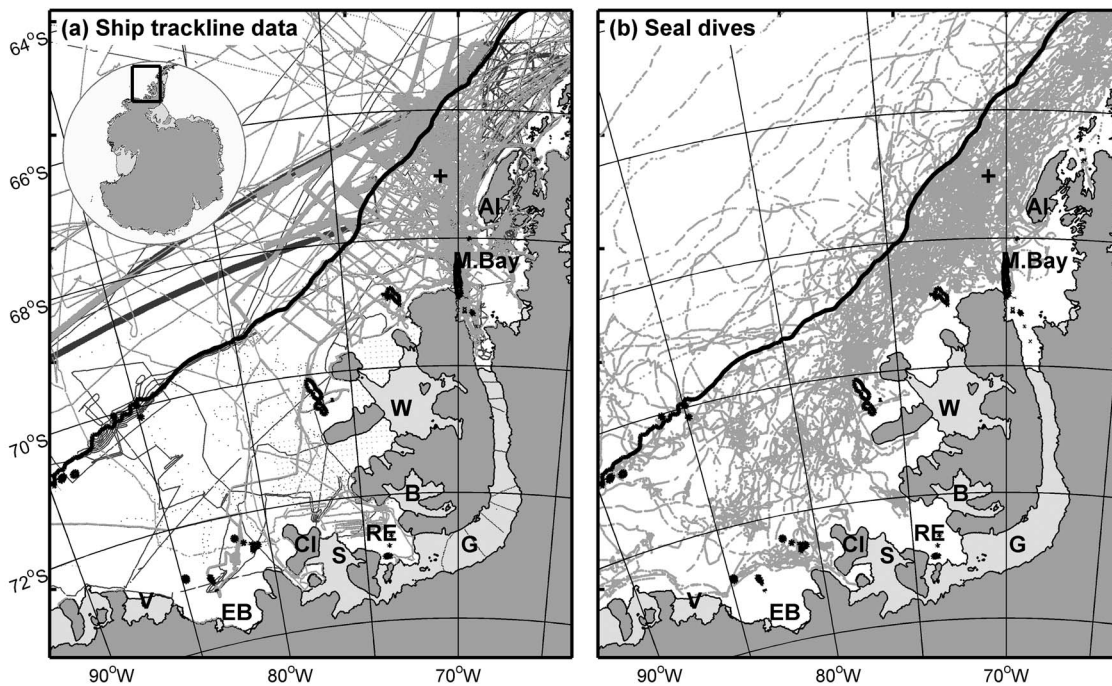 (a) Ship trackline data
(b) Seal dives
64°S
66°S
68°S
70°S
72°S
AI
M.Bay
W
B
G
RE
CI
S
EB
V
90°W
80°W
70°W
AI
M.Bay
W
B
G
RE
CI
S
EB
V
90°W
80°W
70°W